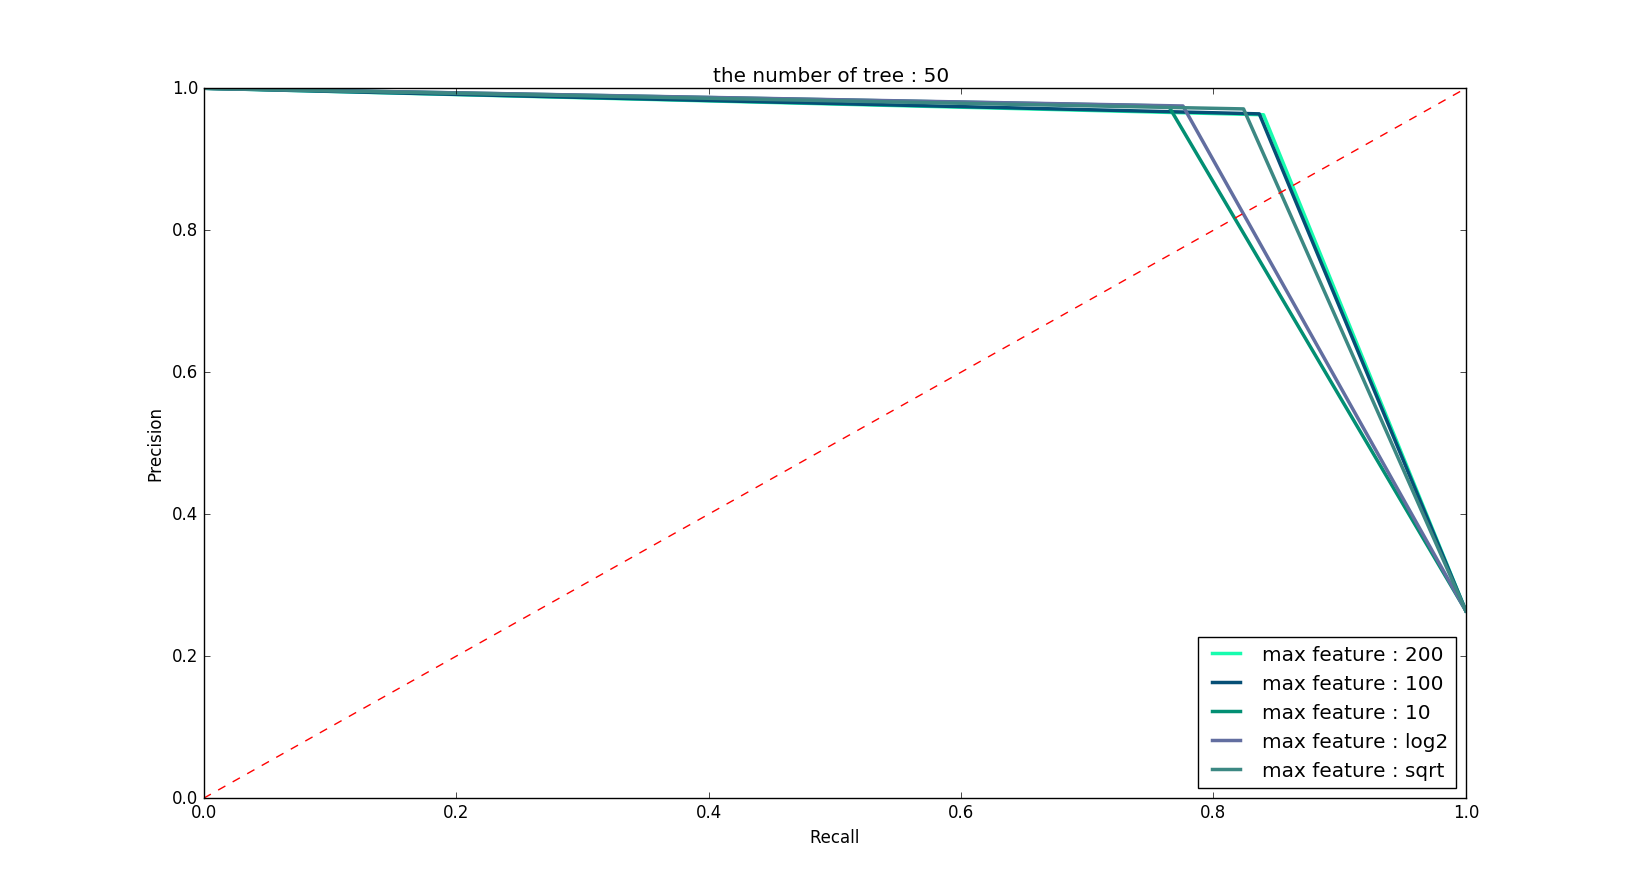 the number of tree : 50
1.0
0.8
0.6
0.4
0.2
0.0
Precision
0.0 0.2 0.4 0.6 0.8 1.0
Recall
max feature : 200
max feature : 100
max feature : 10
max feature : log2
max feature : sqrt